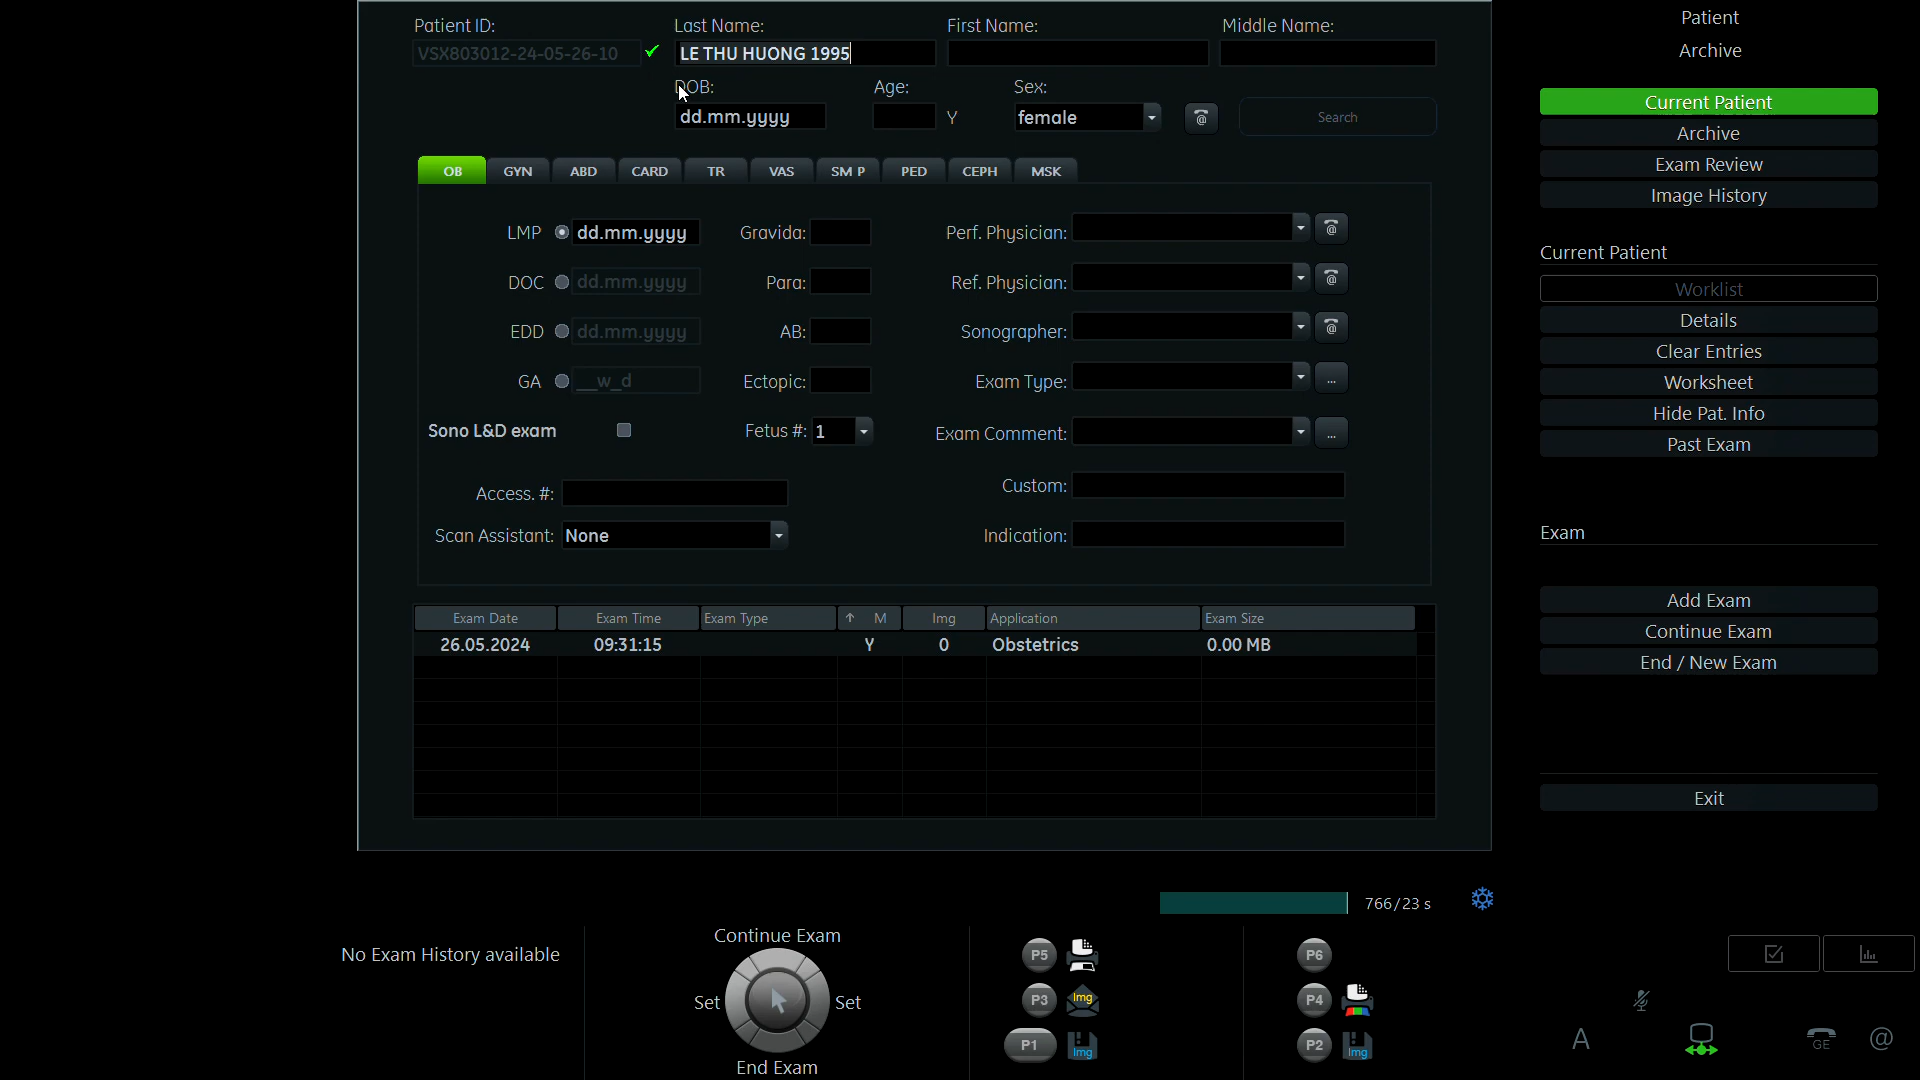 Patient ID:
Last Name:
First Name:
Middle Name:
VSX803012-24-05-26-10
LE THU HUONG 1995
DOB:
Age:
Sex:
dd.mm.yyyy
Y
female
@
Search
OB
GYN
ABD
CARD
TR
VAS
SM P
PED
CEPH
MSK
LMP
dd.mm.yyyy
Gravida:
Perf. Physician:
@
DOC
dd.mm.yyyy
Para:
Ref. Physician:
@
EDD
dd.mm.yyyy
AB:
Sonographer:
@
GA
__w_d
Ectopic:
Exam Type:
...
Sono L&D exam
Fetus #:
1
Exam Comment:
...
Access. #:
Custom:
Scan Assistant:
None
Indication:
Exam Date
Exam Time
Exam Type
M
Img
Application
Exam Size
26.05.2024
09:31:15
Y
0
Obstetrics
0.00 MB
Patient
Archive
Current Patient
Archive
Exam Review
Image History
Current Patient
Worklist
Details
Clear Entries
Worksheet
Hide Pat. Info
Past Exam
Exam
Add Exam
Continue Exam
End / New Exam
Exit
766/23 s
No Exam History available
Continue Exam
Set
Set
End Exam
P5
P3
Img
P1
Img
P6
P4
P2
Img
A
GE
@